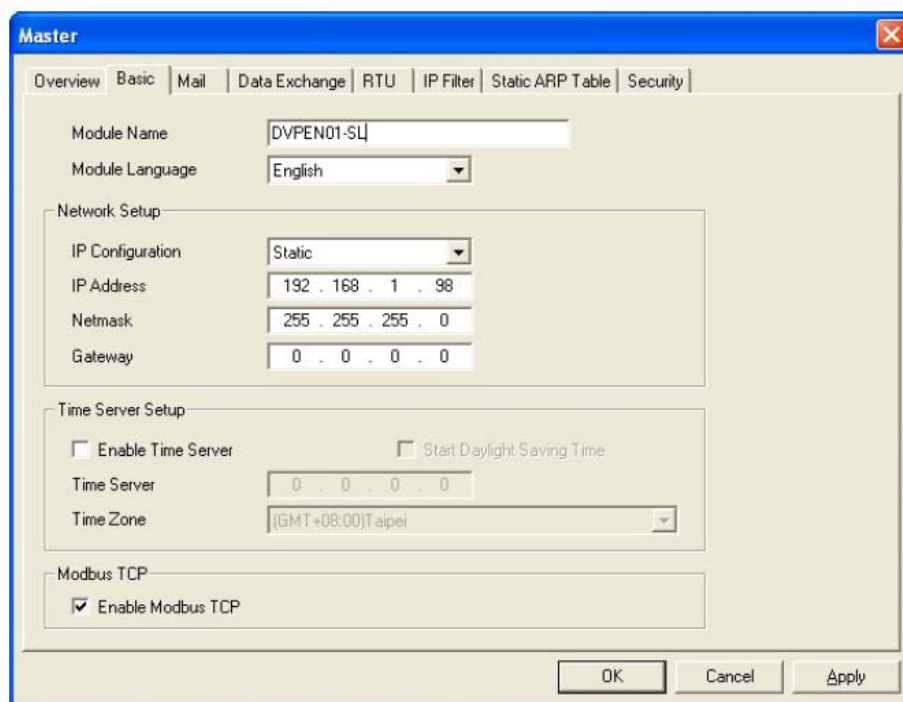 Master
Overview Basic Mail Data Exchange RTU IP Filter Static ARP Table Security
Module Name DVPEN01-SL
Module Language English
Network Setup
IP Configuration Static
IP Address 192 . 168 . 1 . 98
Netmask 255 . 255 . 255 . 0
Gateway 0 . 0 . 0 . 0
Time Server Setup
Enable Time Server Start Daylight Saving Time
Time Server 0 . 0 . 0 . 0
Time Zone (GMT+08:00)Taipei
Modbus TCP
Enable Modbus TCP
OK Cancel Apply